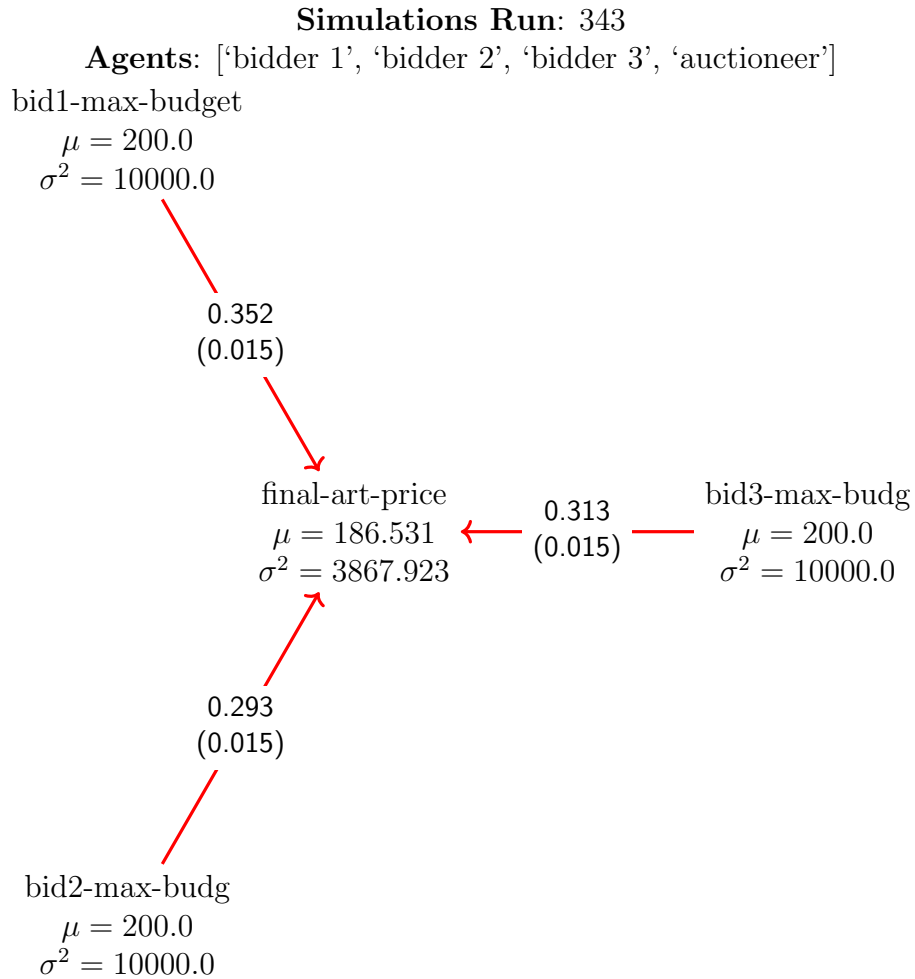 Simulations Run: 343
Agents: [‘bidder 1’, ‘bidder 2’, ‘bidder 3’, ‘auctioneer’]
bid1-max-budget
μ = 200.0
σ² = 10000.0
0.352
(0.015)
final-art-price
μ = 186.531
σ² = 3867.923
0.313
(0.015)
bid3-max-budg
μ = 200.0
σ² = 10000.0
0.293
(0.015)
bid2-max-budg
μ = 200.0
σ² = 10000.0